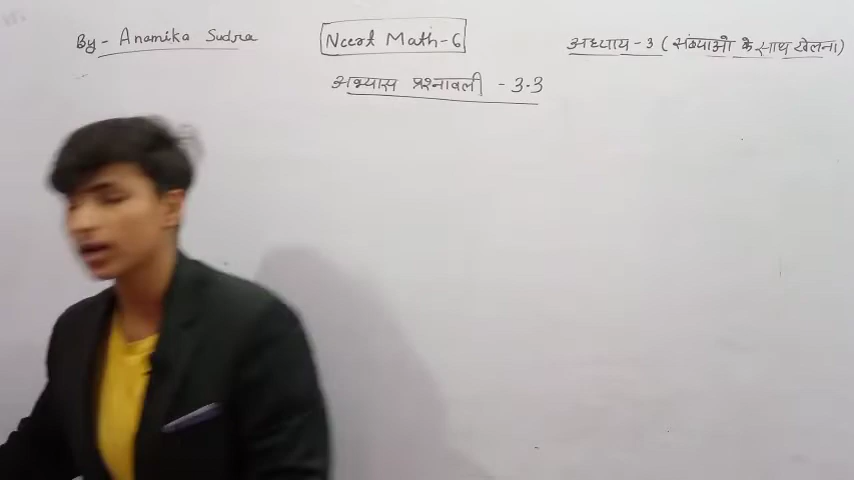 By - Anamika Sudra
Ncert Math-6
अध्याय - 3 (संख्याओ के साथ खेलना)
अभ्यास प्रश्नावली - 3.3